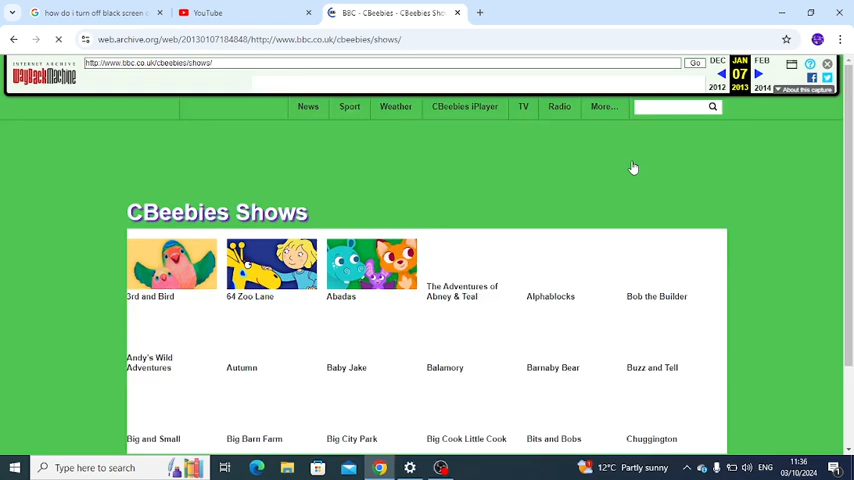 how do i turn off black screen o
YouTube
BBC - CBeebies - CBeebies Sho
web.archive.org/web/20130107184848/http://www.bbc.co.uk/cbeebies/shows/
INTERNET ARCHIVE
WayBackMachine
http://www.bbc.co.uk/cbeebies/shows/
Go
DEC JAN FEB
07
2012 2013 2014
About this capture
News Sport Weather CBeebies iPlayer TV Radio More...
CBeebies Shows
3rd and Bird
64 Zoo Lane
Abadas
The Adventures of
Abney & Teal
Alphablocks
Bob the Builder
Andy's Wild
Adventures
Autumn
Baby Jake
Balamory
Barnaby Bear
Buzz and Tell
Big and Small
Big Barn Farm
Big City Park
Big Cook Little Cook
Bits and Bobs
Chuggington
Type here to search
12°C Partly sunny
ENG
11:36
03/10/2024